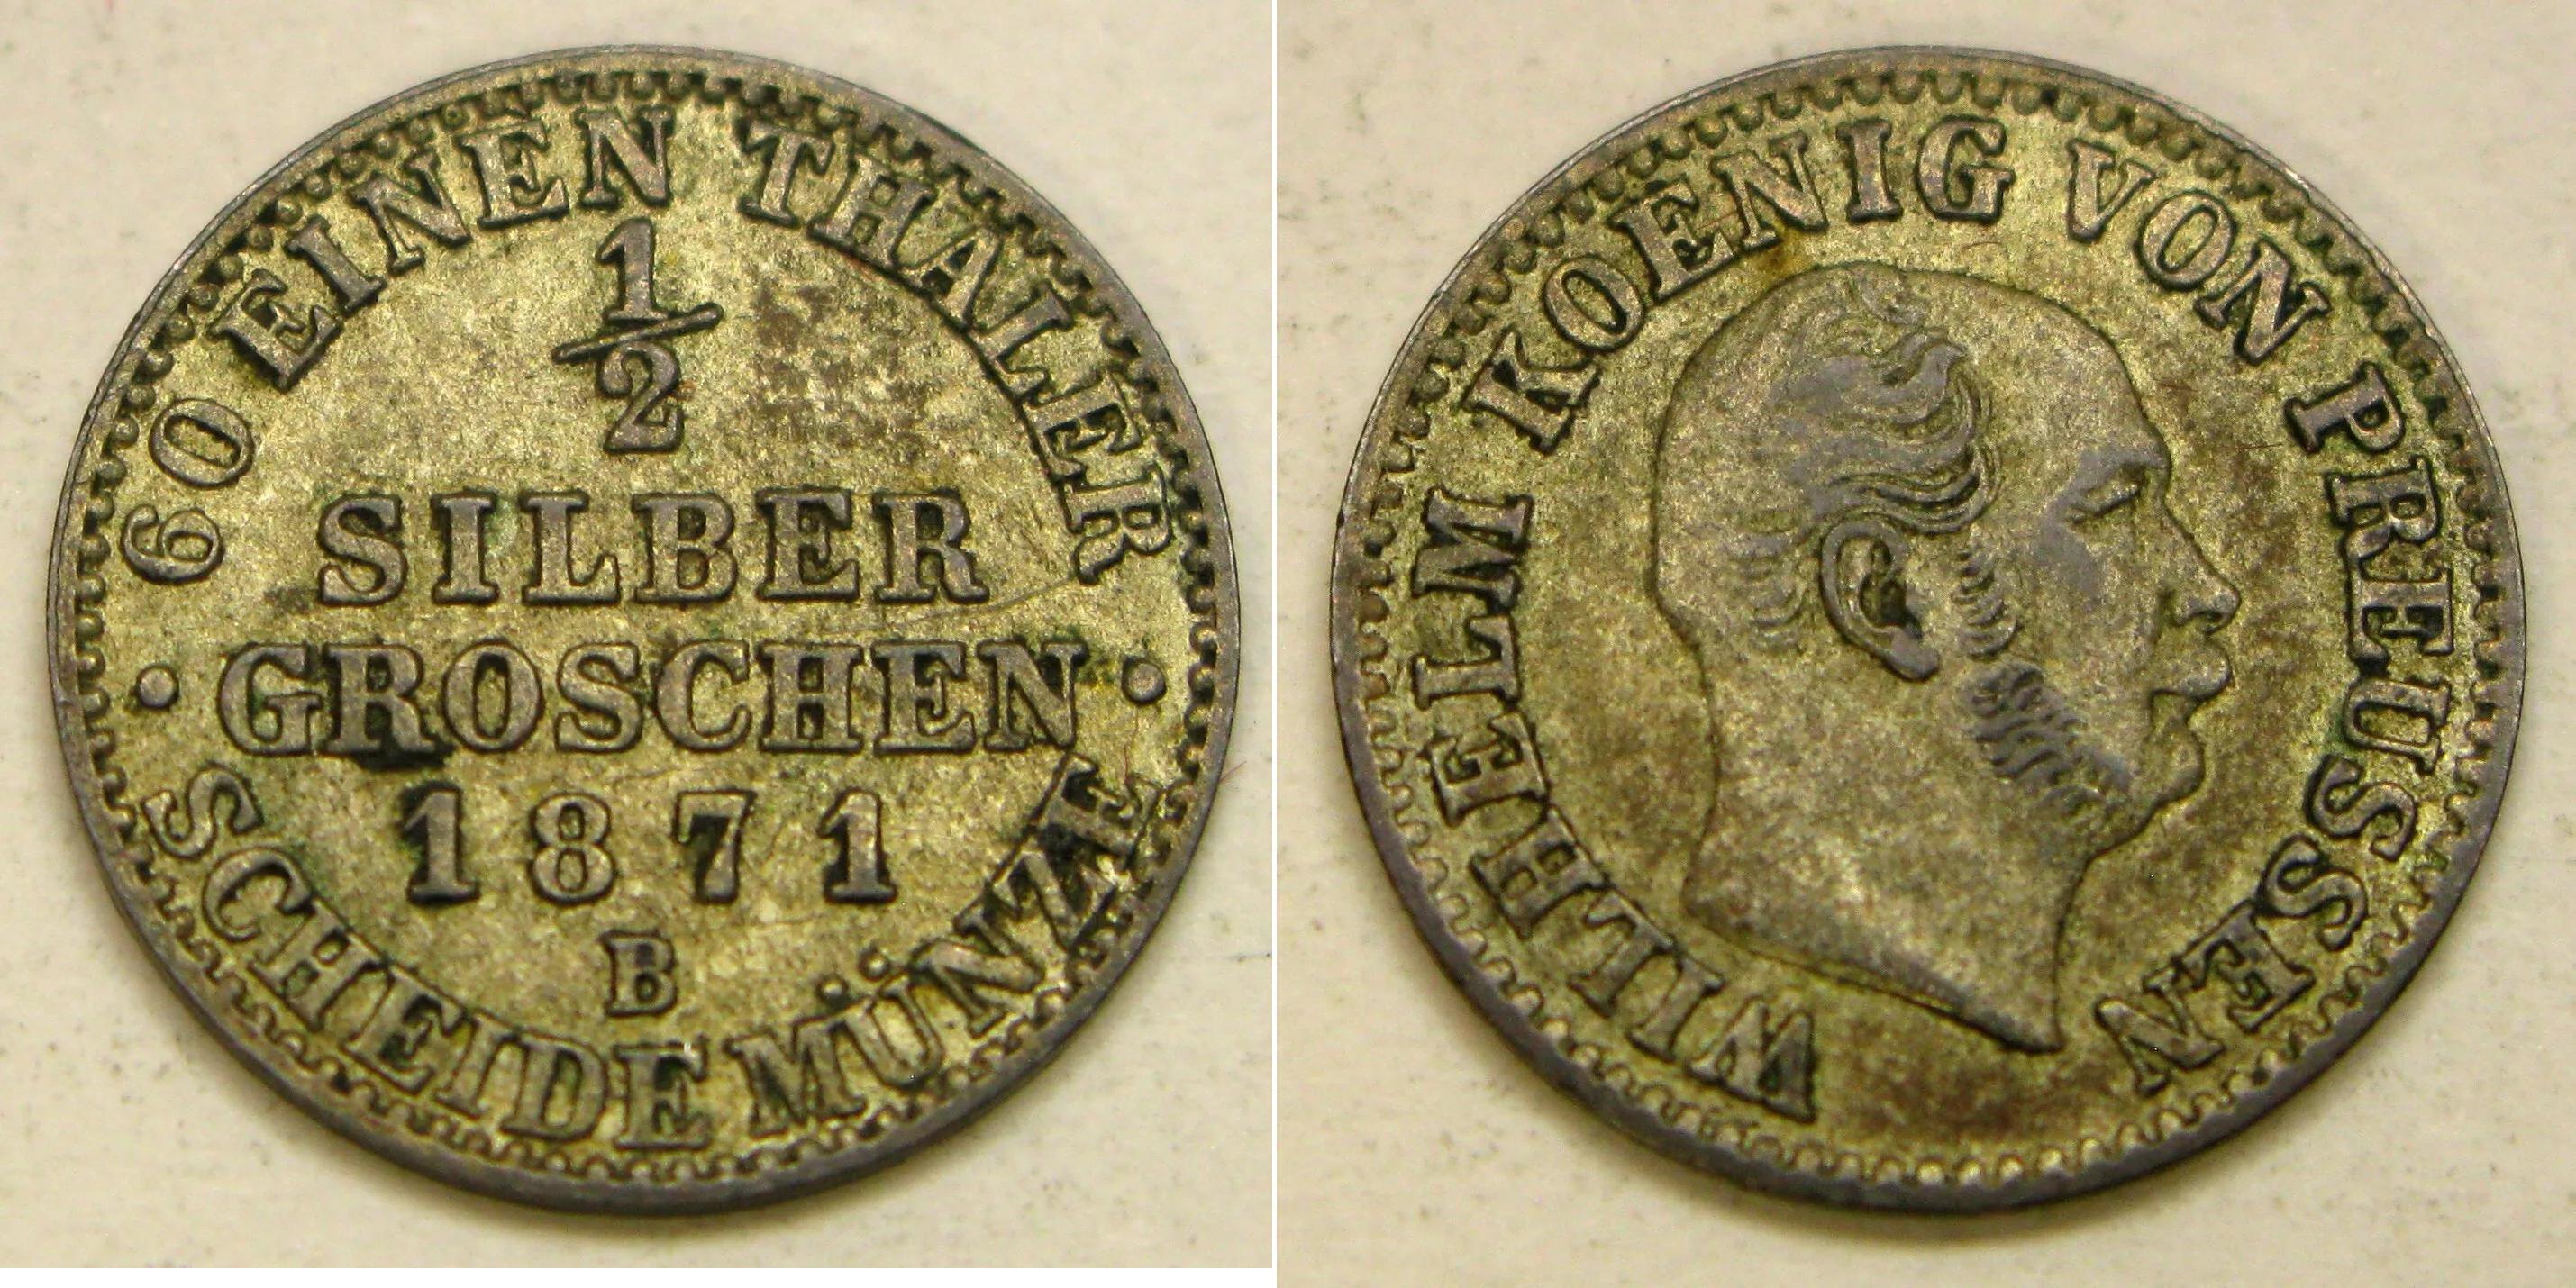 60 EINEN THALER
1/2
SILBER
GROSCHEN
1871
B
SCHEIDE MÜNZE
WILHELM KOENIG VON PREUSSEN